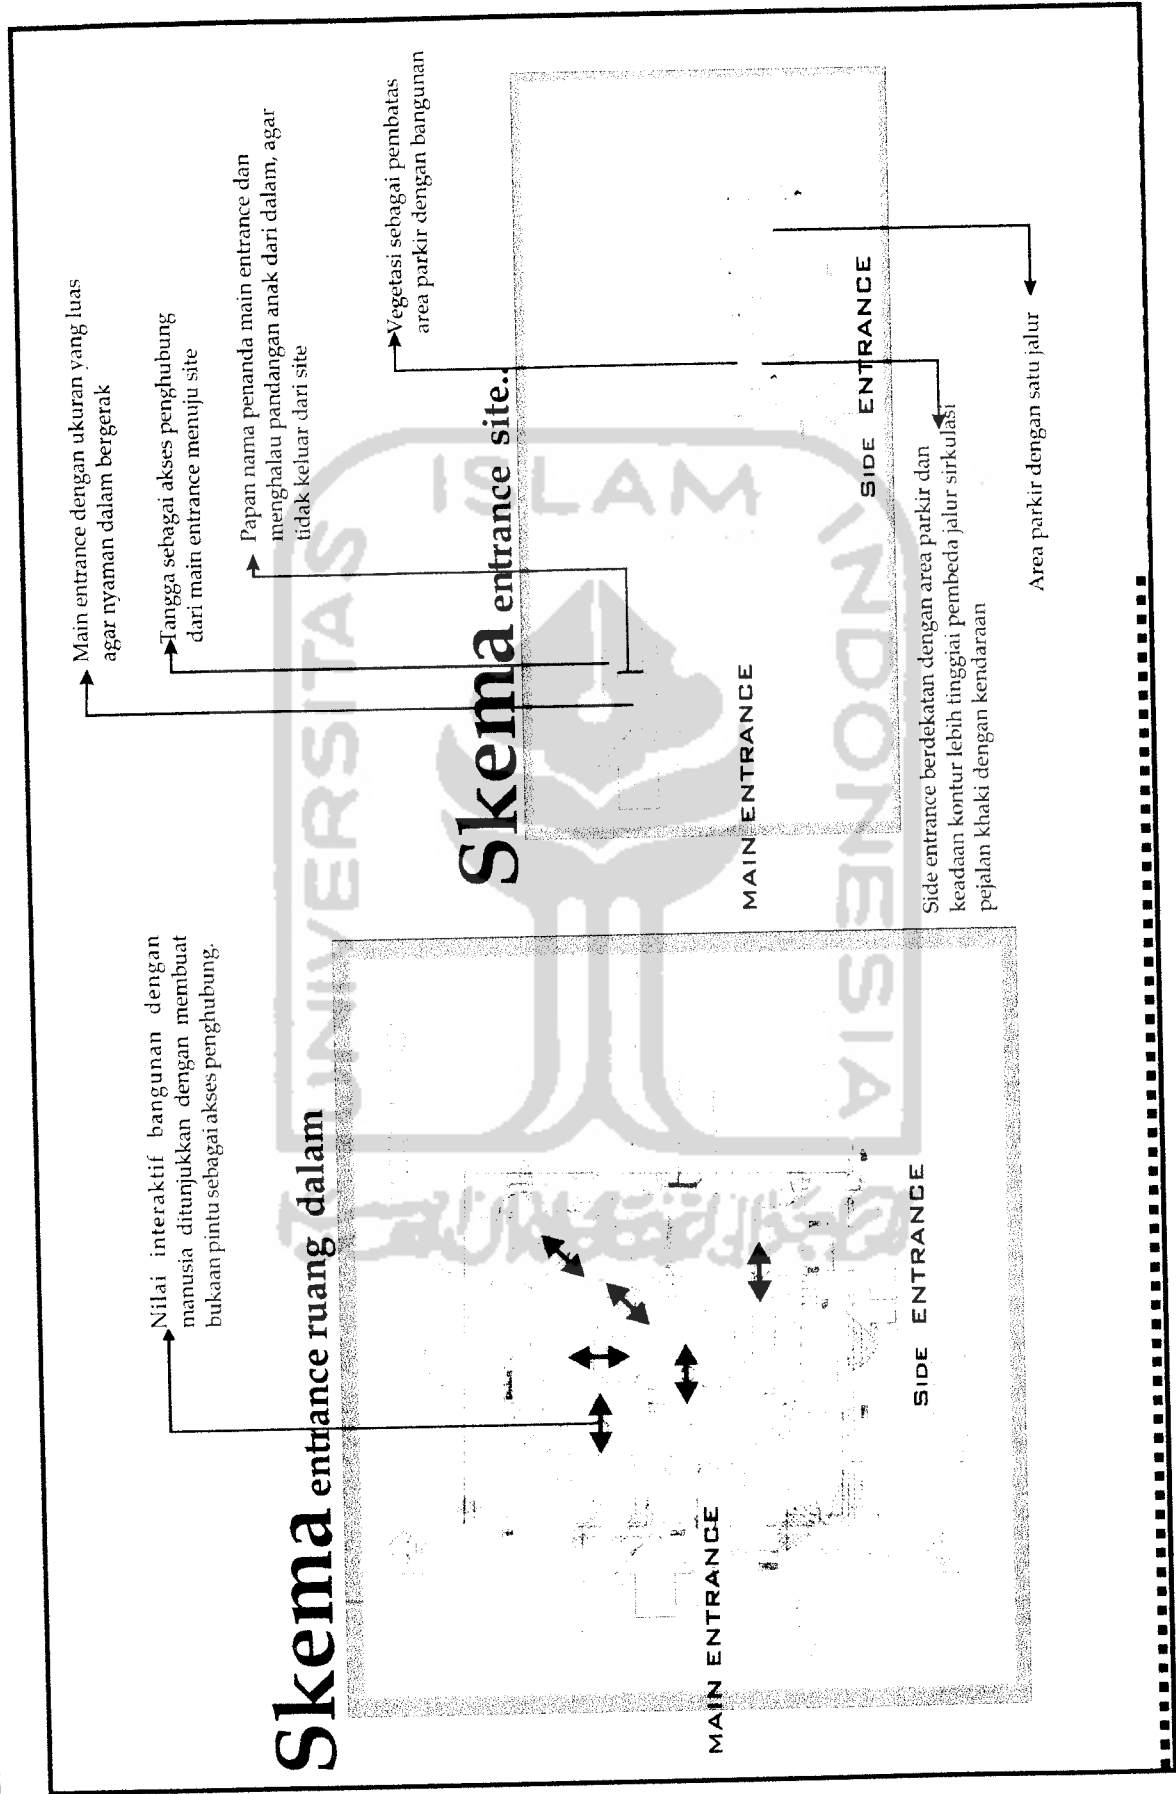 Skema entrance ruang dalam
Nilai interaktif bangunan dengan
manusia ditunjukkan dengan membuat
bukaan pintu sebagai akses penghubung.
MAIN ENTRANCE
SIDE ENTRANCE
Skema entrance site..
Main entrance dengan ukuran yang luas
agar nyaman dalam bergerak
Tangga sebagai akses penghubung
dari main entrance menuju site
Papan nama penanda main entrance dan
menghalau pandangan anak dari dalam, agar
tidak keluar dari site
Vegetasi sebagai pembatas
area parkir dengan bangunan
MAIN ENTRANCE
SIDE ENTRANCE
Side entrance berdekatan dengan area parkir dan
keadaan kontur lebih tinggiai pembeda jalur sirkulasi
pejalan khaki dengan kendaraan
Area parkir dengan satu jalur
UNIVERSITAS
ISLAM
INDONESIA